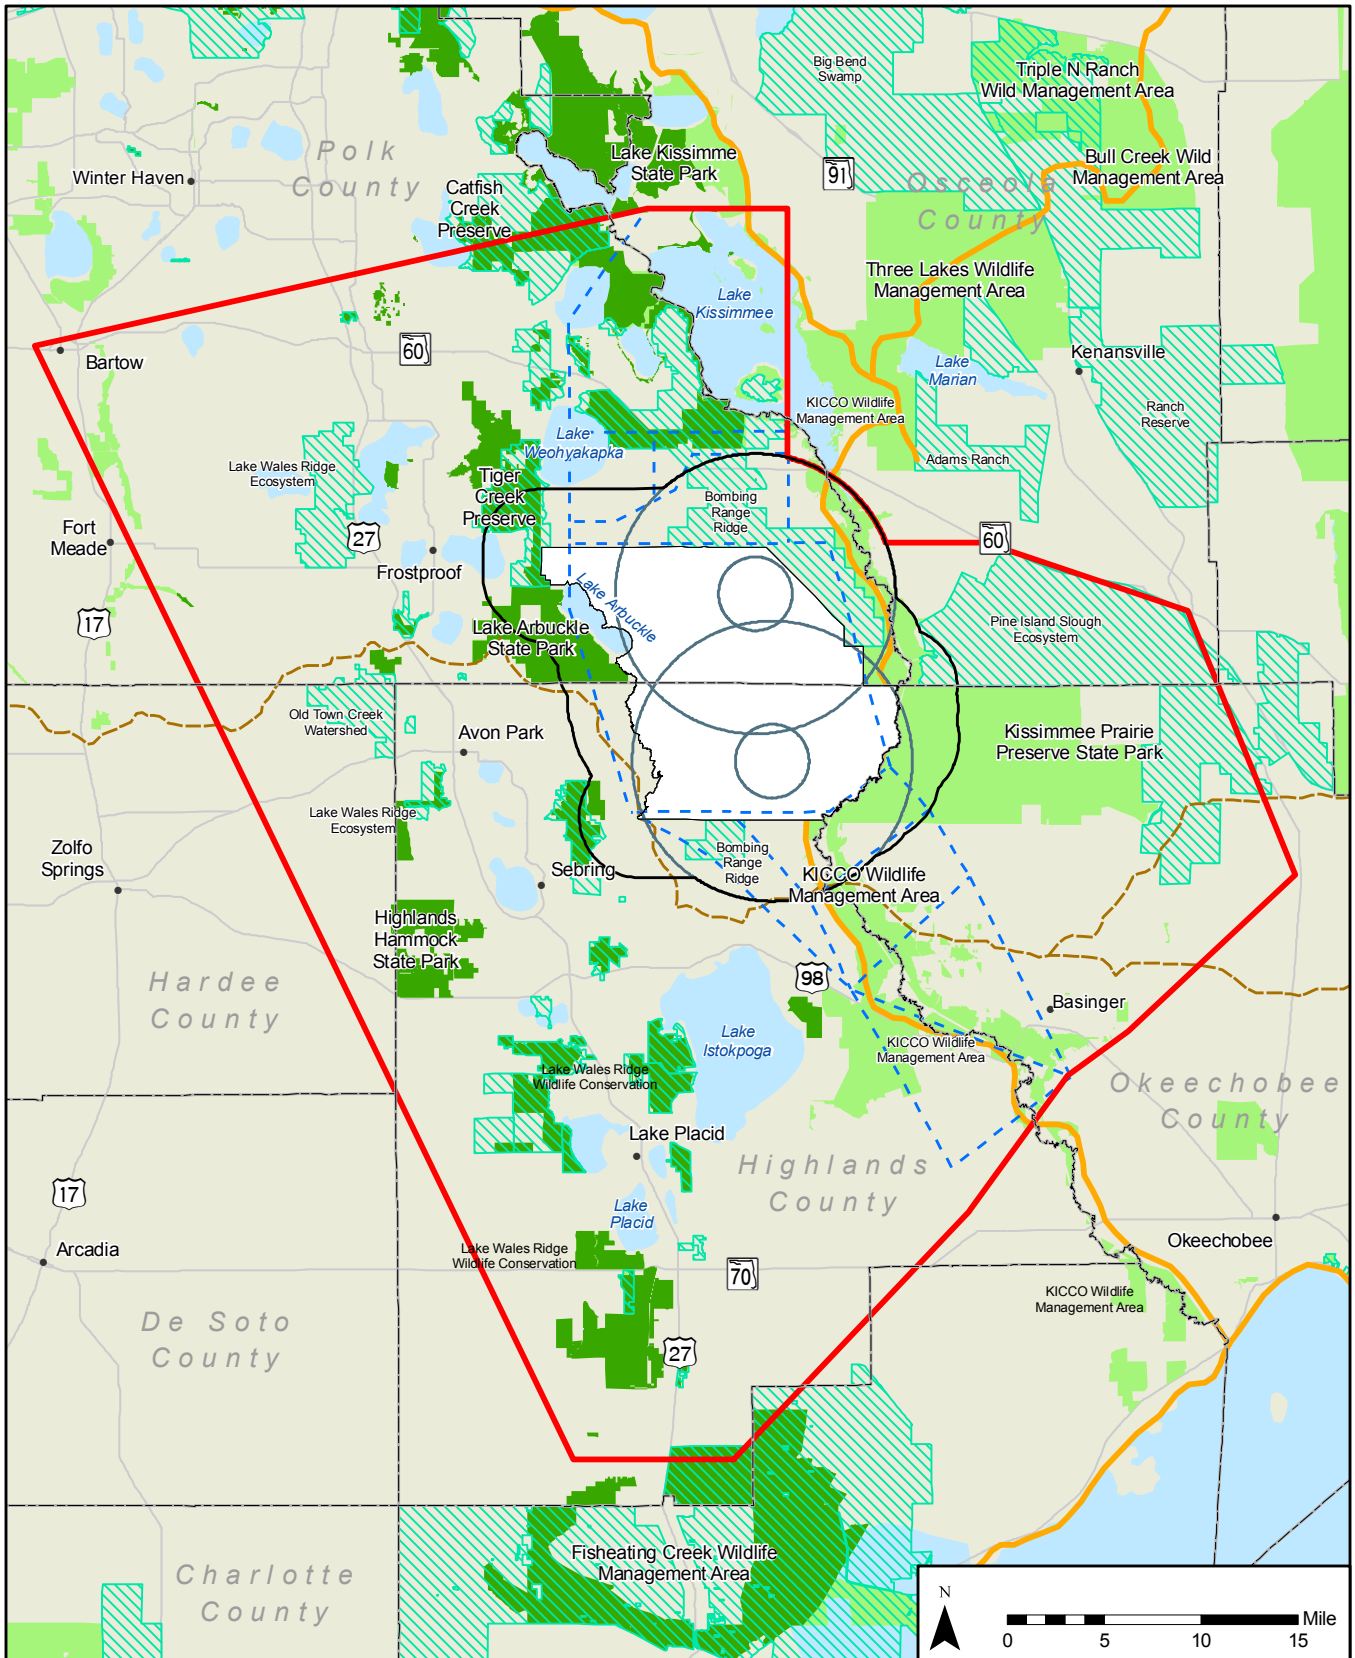 Big Bend
Swamp
Triple N Ranch
Wild Management Area
Polk
County
Lake Kissimme
State Park
91
Bull Creek Wild
Management Area
Winter Haven
Catfish
Creek
Preserve
Osceola
County
Three Lakes Wildlife
Management Area
Lake
Kissimmee
Bartow
60
Lake
Marian
Kenansville
KICCO Wildlife
Management Area
Ranch
Reserve
Lake
Weohyakapka
Adams Ranch
Lake Wales Ridge
Ecosystem
Tiger
Creek
Preserve
Bombing
Range
Ridge
Fort
Meade
27
60
Frostproof
Lake Arbuckle
17
Lake Arbuckle
State Park
Pine Island Slough
Ecosystem
Old Town Creek
Watershed
Avon Park
Kissimmee Prairie
Preserve State Park
Lake Wales Ridge
Ecosystem
Zolfo
Springs
Sebring
Bombing
Range
Ridge
KICCO Wildlife
Management Area
Highlands
Hammock
State Park
98
Hardee
County
Basinger
Lake
Istokpoga
KICCO Wildlife
Management Area
Lake Wales Ridge
Wildlife Conservation
Okeechobee
County
Lake Placid
Highlands
County
17
Lake
Placid
Arcadia
Lake Wales Ridge
Wildlife Conservation
Okeechobee
70
KICCO Wildlife
Management Area
De Soto
County
27
Fisheating Creek Wildlife
Management Area
Charlotte
County
N
Mile
0 5 10 15